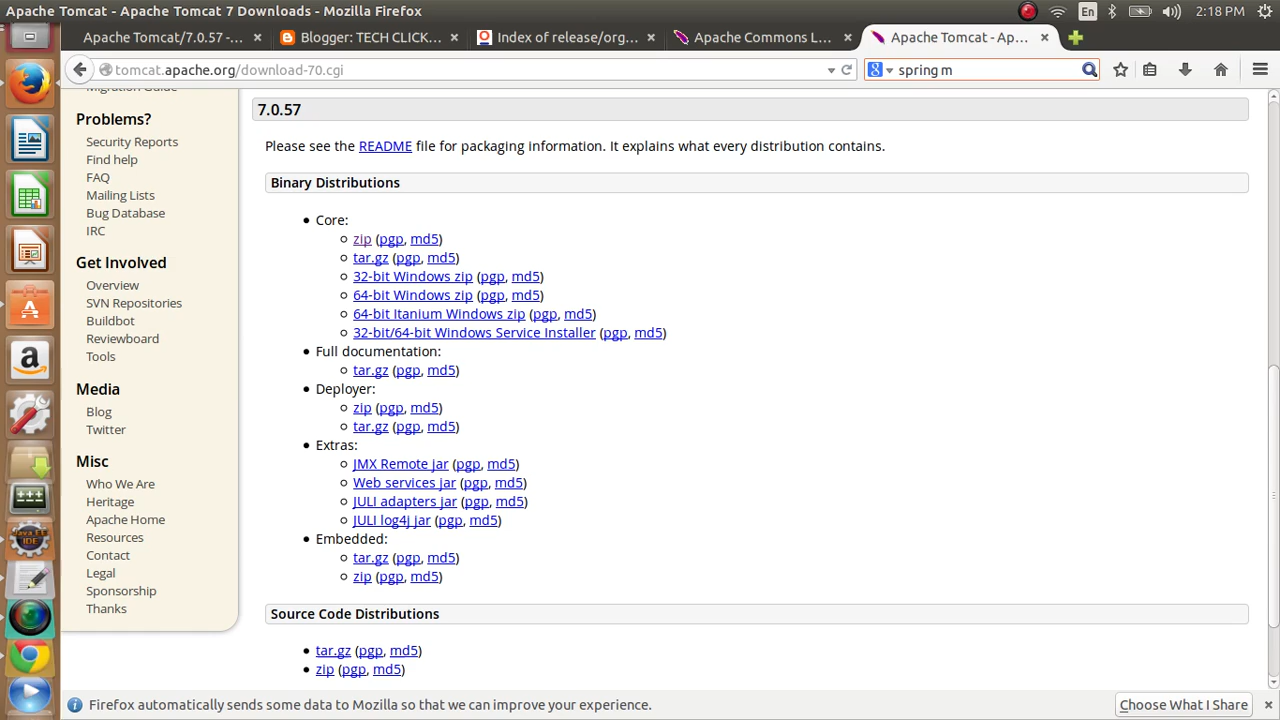 Apache Tomcat - Apache Tomcat 7 Downloads - Mozilla Firefox
En
2:18 PM
Apache Tomcat/7.0.57 -...
Blogger: TECH CLICK...
Index of release/org...
Apache Commons L...
Apache Tomcat - Ap...
tomcat.apache.org/download-70.cgi
8
spring m
Problems?
Security Reports
Find help
FAQ
Mailing Lists
Bug Database
IRC
Get Involved
Overview
SVN Repositories
Buildbot
Reviewboard
Tools
Media
Blog
Twitter
Misc
Who We Are
Heritage
Apache Home
Resources
Contact
Legal
Sponsorship
Thanks
7.0.57
Please see the README file for packaging information. It explains what every distribution contains.
Binary Distributions
Core:
zip (pgp, md5)
tar.gz (pgp, md5)
32-bit Windows zip (pgp, md5)
64-bit Windows zip (pgp, md5)
64-bit Itanium Windows zip (pgp, md5)
32-bit/64-bit Windows Service Installer (pgp, md5)
Full documentation:
tar.gz (pgp, md5)
Deployer:
zip (pgp, md5)
tar.gz (pgp, md5)
Extras:
JMX Remote jar (pgp, md5)
Web services jar (pgp, md5)
JULI adapters jar (pgp, md5)
JULI log4j jar (pgp, md5)
Embedded:
tar.gz (pgp, md5)
zip (pgp, md5)
Source Code Distributions
tar.gz (pgp, md5)
zip (pgp, md5)
Firefox automatically sends some data to Mozilla so that we can improve your experience.
Choose What I Share